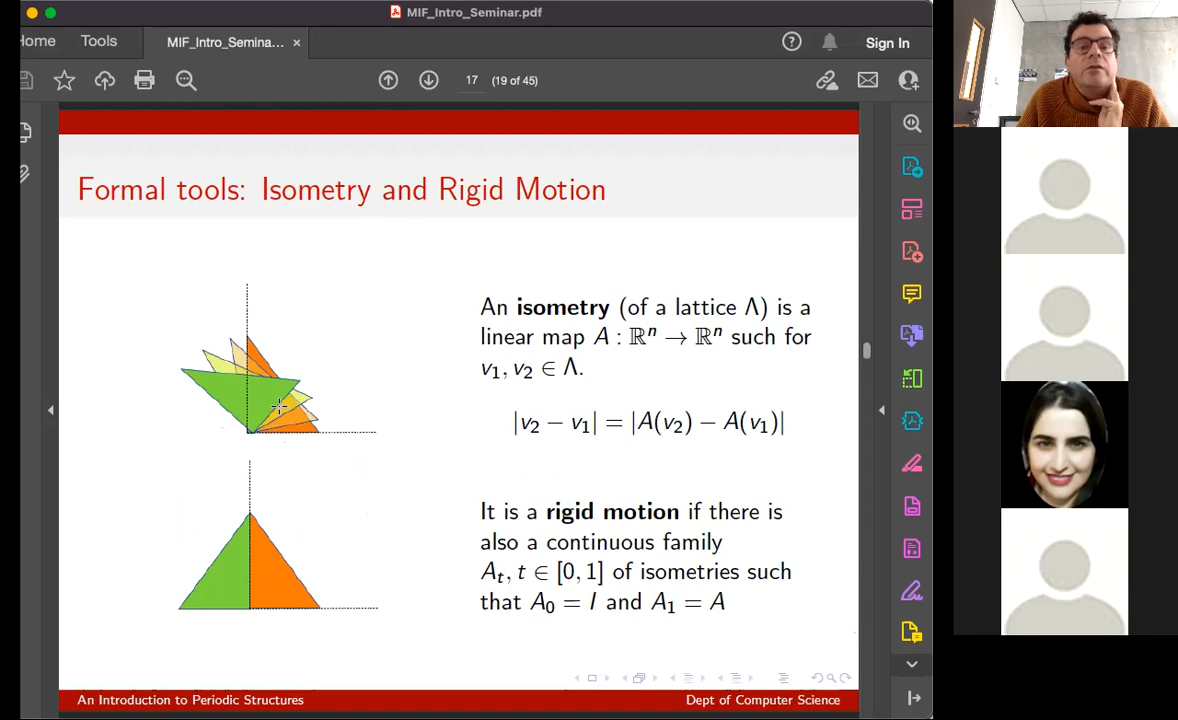 MIF_Intro_Seminar.pdf
Home
Tools
MIF_Intro_Semina... ×
Sign In
17 (19 of 45)
Formal tools: Isometry and Rigid Motion
An isometry (of a lattice Λ) is a
linear map A : ℝⁿ → ℝⁿ such for
v₁, v₂ ∈ Λ.
|v₂ − v₁| = |A(v₂) − A(v₁)|
It is a rigid motion if there is
also a continuous family
Aₜ, t ∈ [0, 1] of isometries such
that A₀ = I and A₁ = A
An Introduction to Periodic Structures
Dept of Computer Science